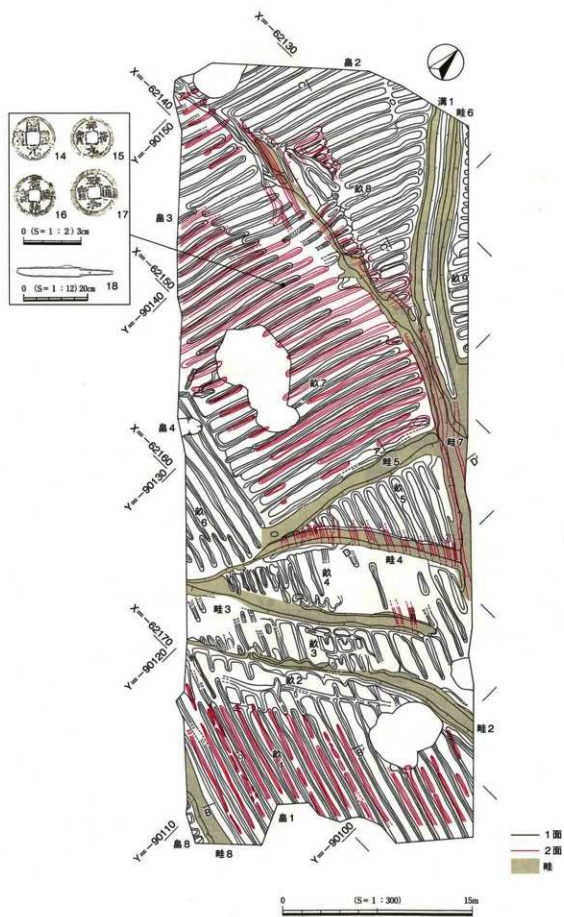 X=-62130
畠2
X=-62140
Y=-90150
溝1
畦6
14
15
16
17
0 (S=1:2) 3cm
18
0 (S=1:12) 20cm
畝8
畠3
畝9
X=-62150
Y=-90140
畝7
畠4
X=-62160
Y=-90130
畦7
畦5
D'
畝5
畝6
畦4
畝4
畦3
X=-62170
Y=-90120
畝3
畝2
畦2
畝1
B
B'
Y=-90110
畠1
Y=-90100
畠8
畦8
1面
2面
畦
0 (S=1:300) 15m